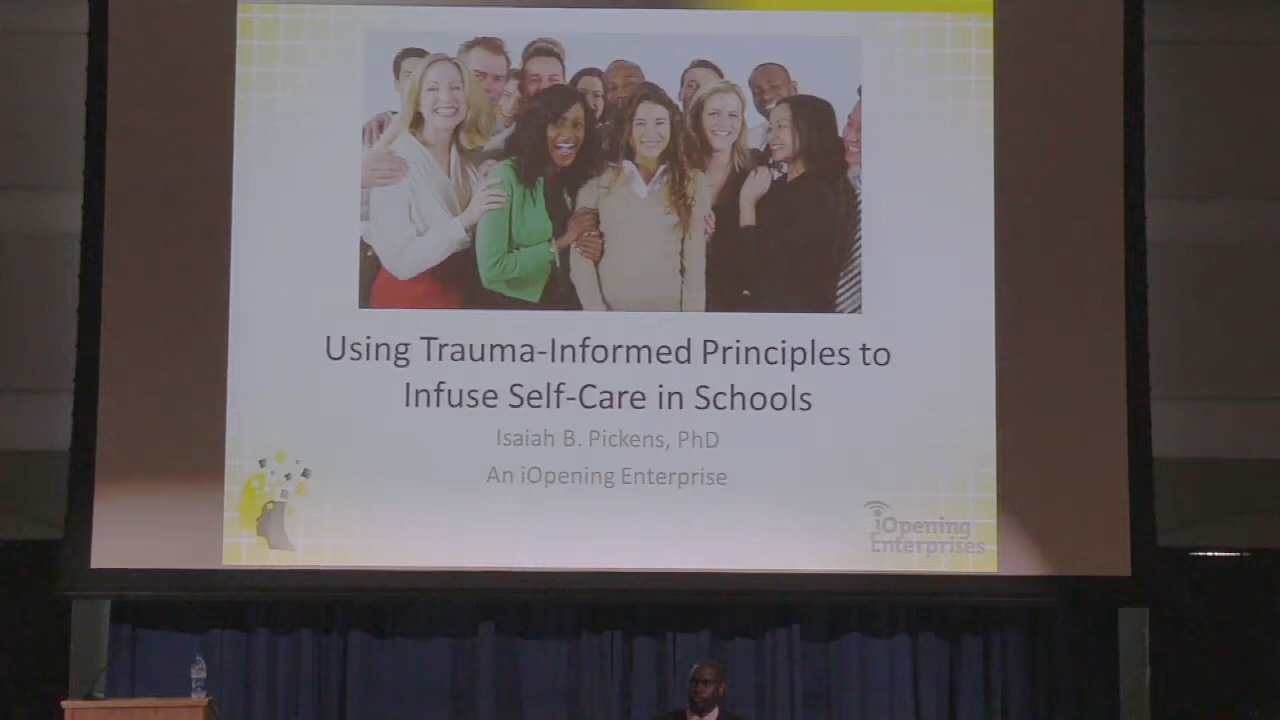 Using Trauma-Informed Principles to
Infuse Self-Care in Schools
Isaiah B. Pickens, PhD
An iOpening Enterprise
iOpening
Enterprises